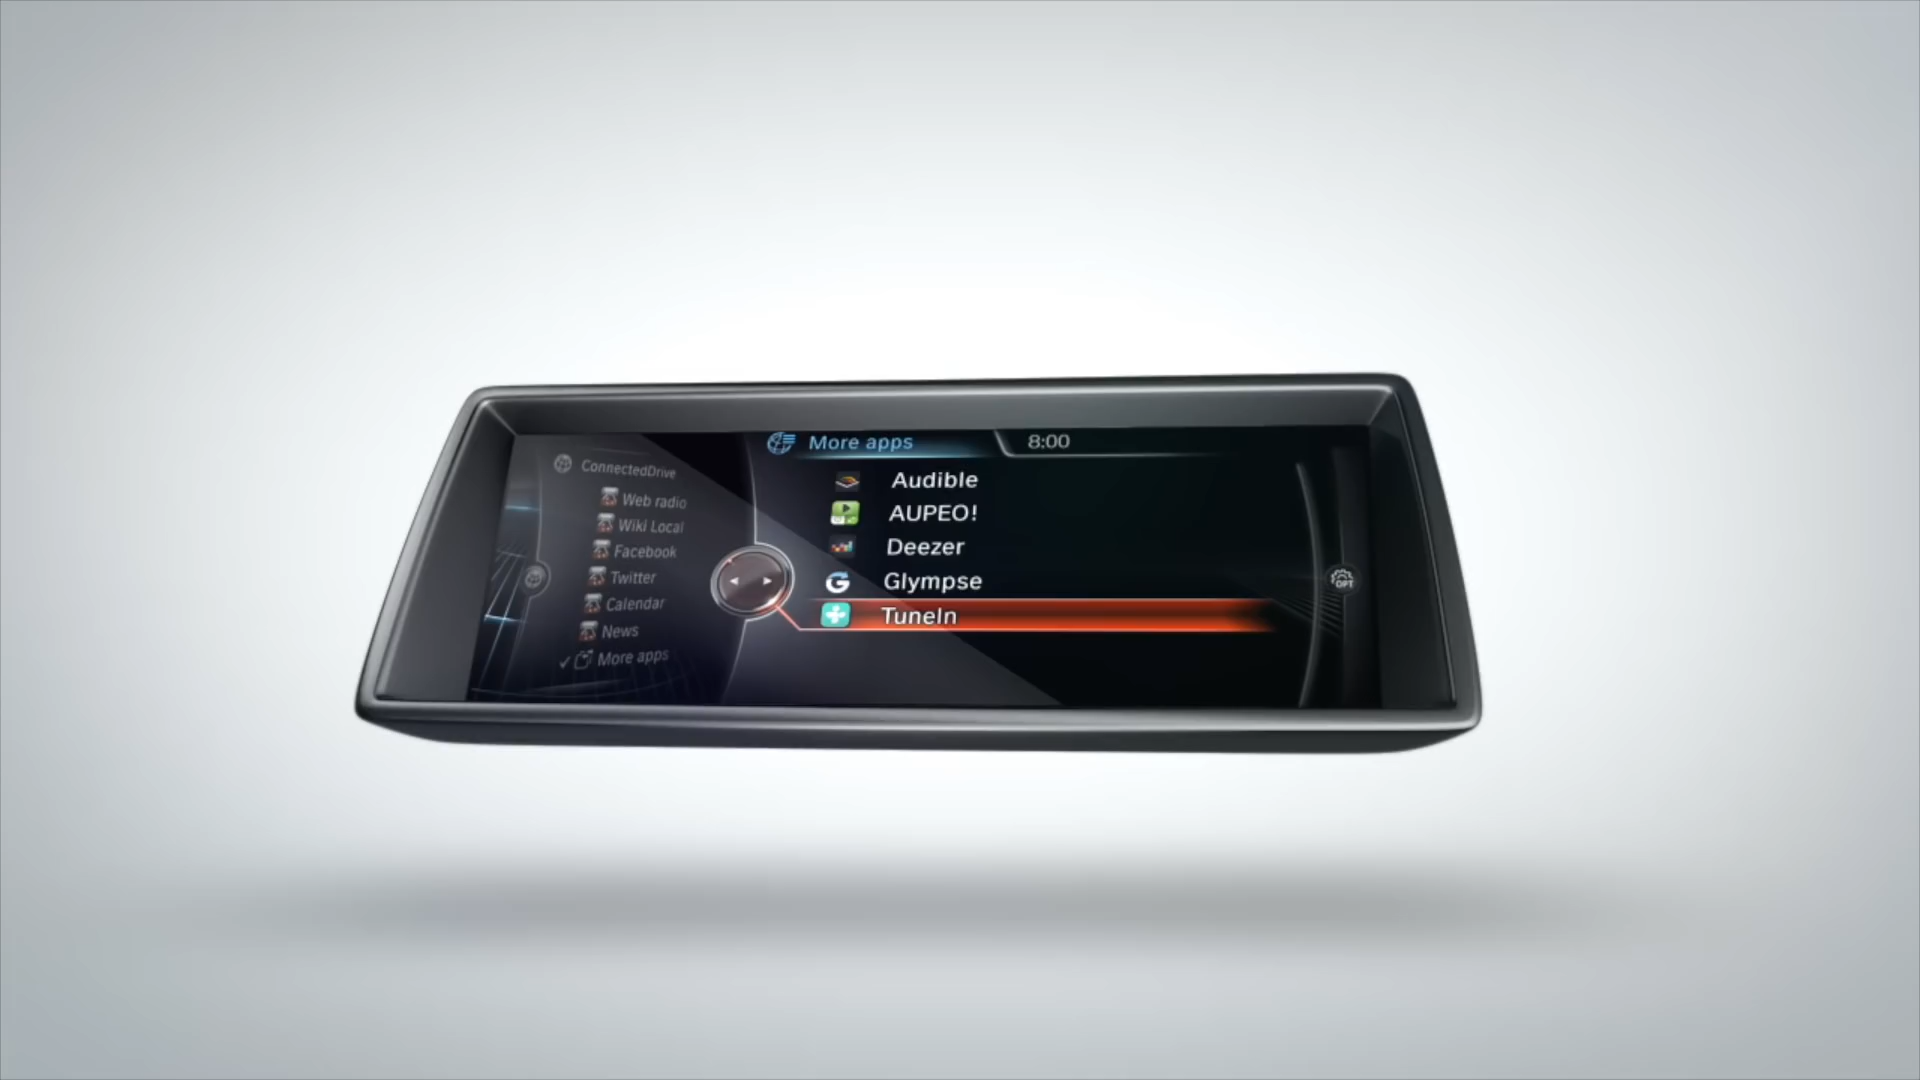 More apps
8:00
ConnectedDrive
Web radio
Wiki Local
Facebook
Twitter
Calendar
News
More apps
Audible
AUPEO!
Deezer
Glympse
TuneIn
OPT